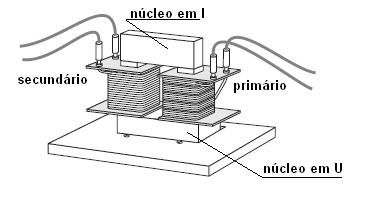 núcleo em I
secundário
primário
núcleo em U